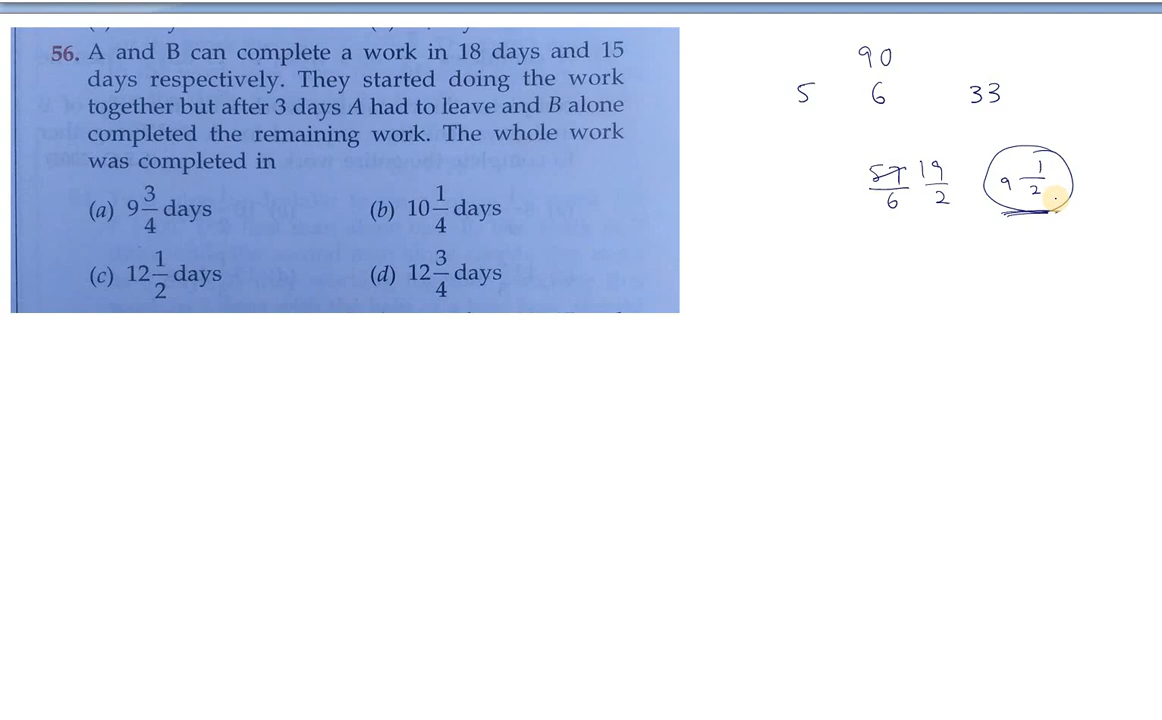 56. A and B can complete a work in 18 days and 15
days respectively. They started doing the work
together but after 3 days A had to leave and B alone
completed the remaining work. The whole work
was completed in
(a) 9 3/4 days (b) 10 1/4 days
(c) 12 1/2 days (d) 12 3/4 days
90
5 6 33
57/6 19/2 9 1/2